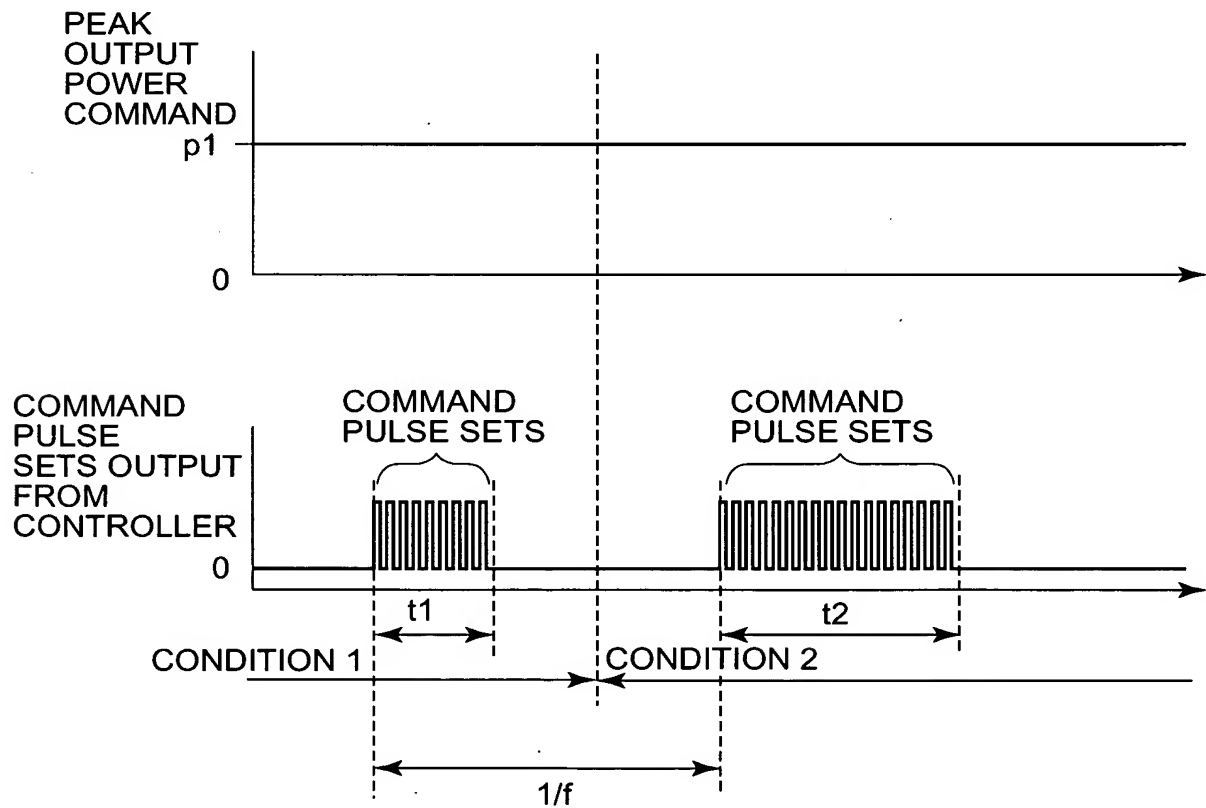 PEAK
OUTPUT
POWER
COMMAND
p1
0
COMMAND
PULSE
SETS OUTPUT
FROM
CONTROLLER
COMMAND
PULSE SETS
COMMAND
PULSE SETS
0
t1
t2
CONDITION 1
CONDITION 2
1/f